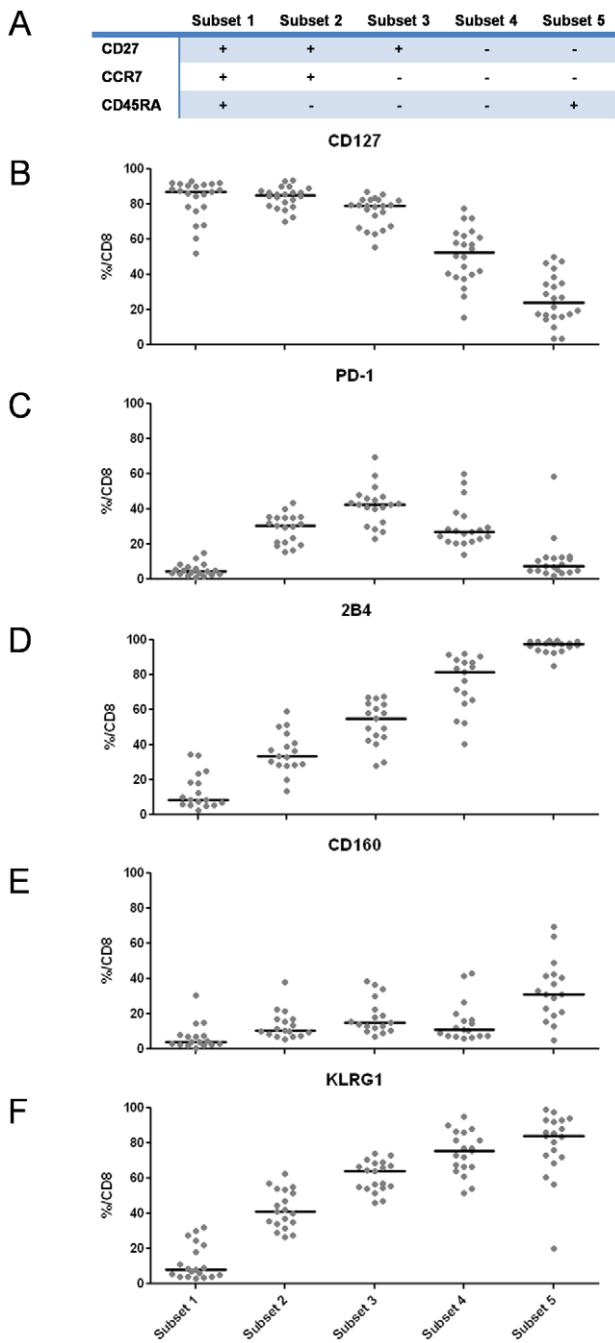 A
Subset 1 Subset 2 Subset 3 Subset 4 Subset 5
CD27 + + + - -
CCR7 + + - - -
CD45RA + - - - +
CD127
B
%/CD8
100
80
60
40
20
0
PD-1
C
%/CD8
100
80
60
40
20
0
2B4
D
%/CD8
100
80
60
40
20
0
CD160
E
%/CD8
100
80
60
40
20
0
KLRG1
F
%/CD8
100
80
60
40
20
0
Subset 1 Subset 2 Subset 3 Subset 4 Subset 5